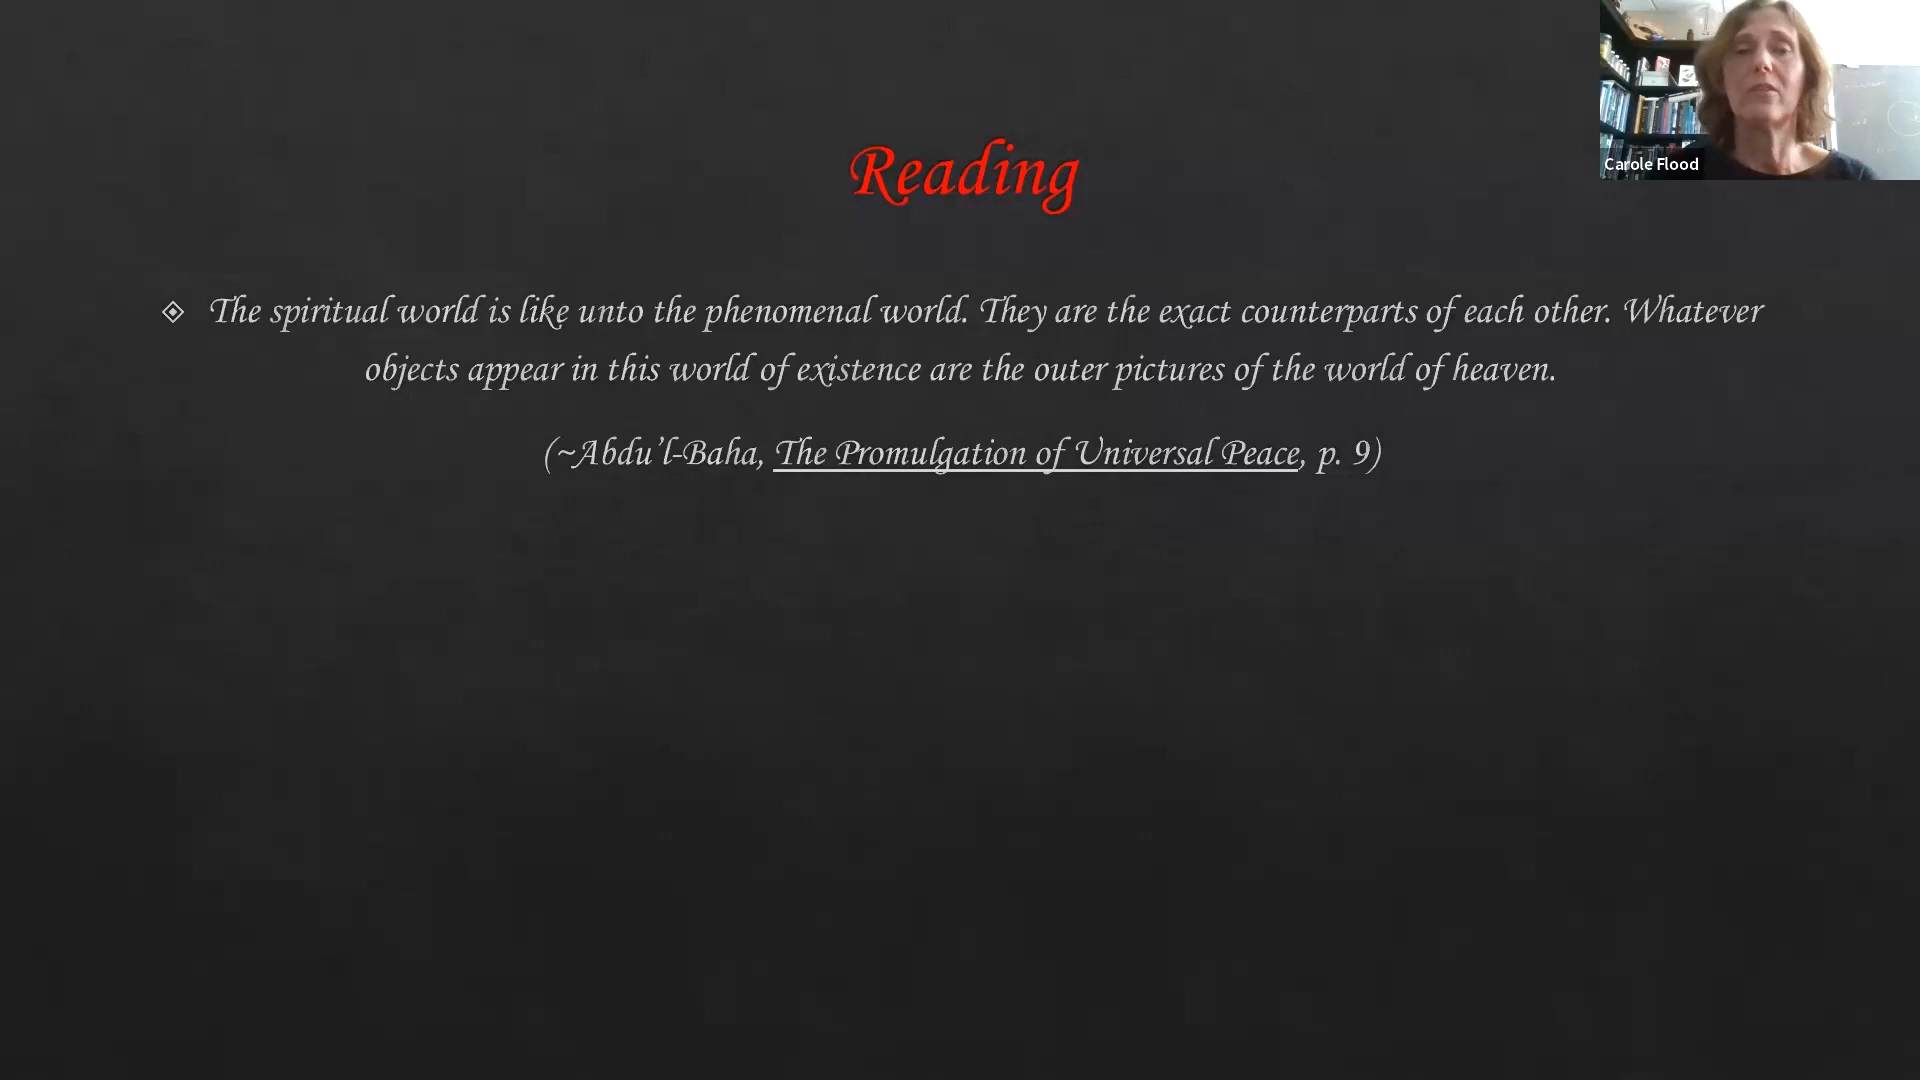 Reading
The spiritual world is like unto the phenomenal world. They are the exact counterparts of each other. Whatever
objects appear in this world of existence are the outer pictures of the world of heaven.
(~Abdu’l-Baha, The Promulgation of Universal Peace, p. 9)
Carole Flood